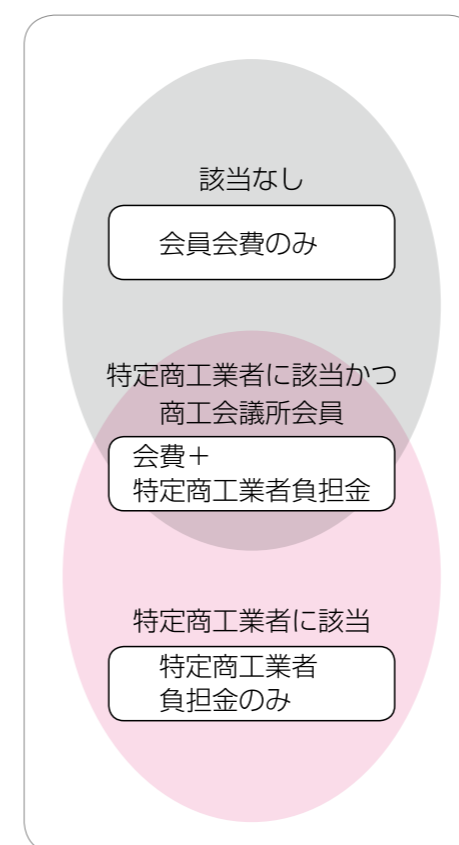 該当なし
会員会費のみ
特定商工業者に該当かつ
商工会議所会員
会費＋
特定商工業者負担金
特定商工業者に該当
特定商工業者
負担金のみ